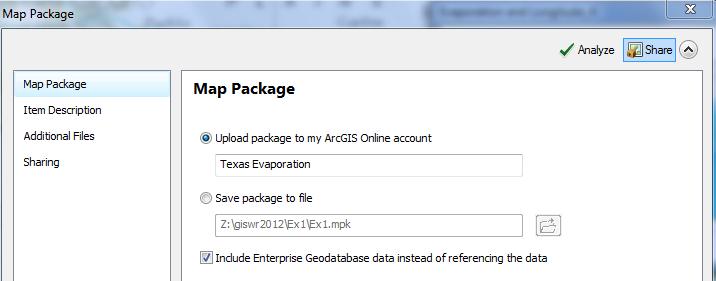 Map Package
Analyze
Share
Map Package
Item Description
Additional Files
Sharing
Map Package
Upload package to my ArcGIS Online account
Texas Evaporation
Save package to file
Z:\giswr2012\Ex1\Ex1.mpk
Include Enterprise Geodatabase data instead of referencing the data